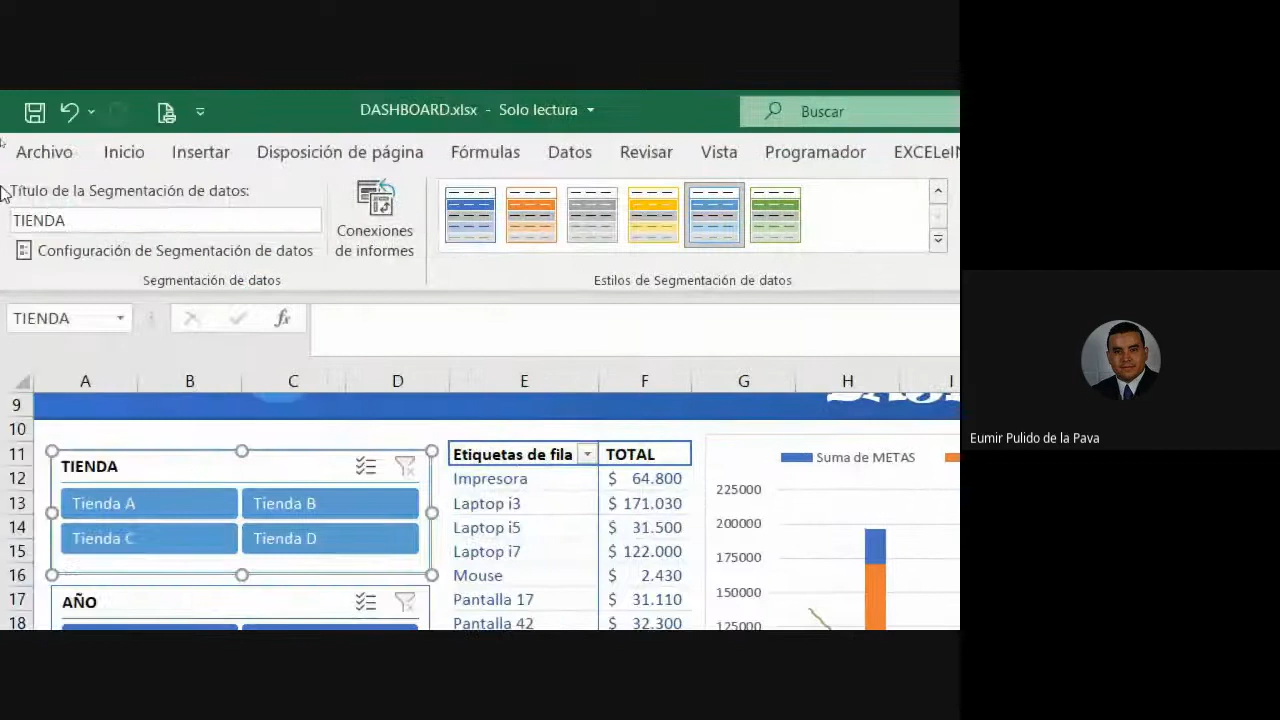 DASHBOARD.xlsx - Solo lectura
Buscar
Archivo Inicio Insertar Disposición de página Fórmulas Datos Revisar Vista Programador
Título de la Segmentación de datos:
TIENDA
Configuración de Segmentación de datos
Segmentación de datos
Conexiones
de informes
Estilos de Segmentación de datos
TIENDA fx
A B C D E F G H I
9
10
11
12
13
14
15
16
17
18
TIENDA
Tienda A Tienda B
Tienda C Tienda D
AÑO
Etiquetas de fila TOTAL
Impresora $ 64.800
Laptop i3 $ 171.030
Laptop i5 $ 31.500
Laptop i7 $ 122.000
Mouse $ 2.430
Pantalla 17 $ 31.110
Pantalla 42 $ 32.300
Suma de METAS
225000
200000
175000
150000
125000
Eumir Pulido de la Pava